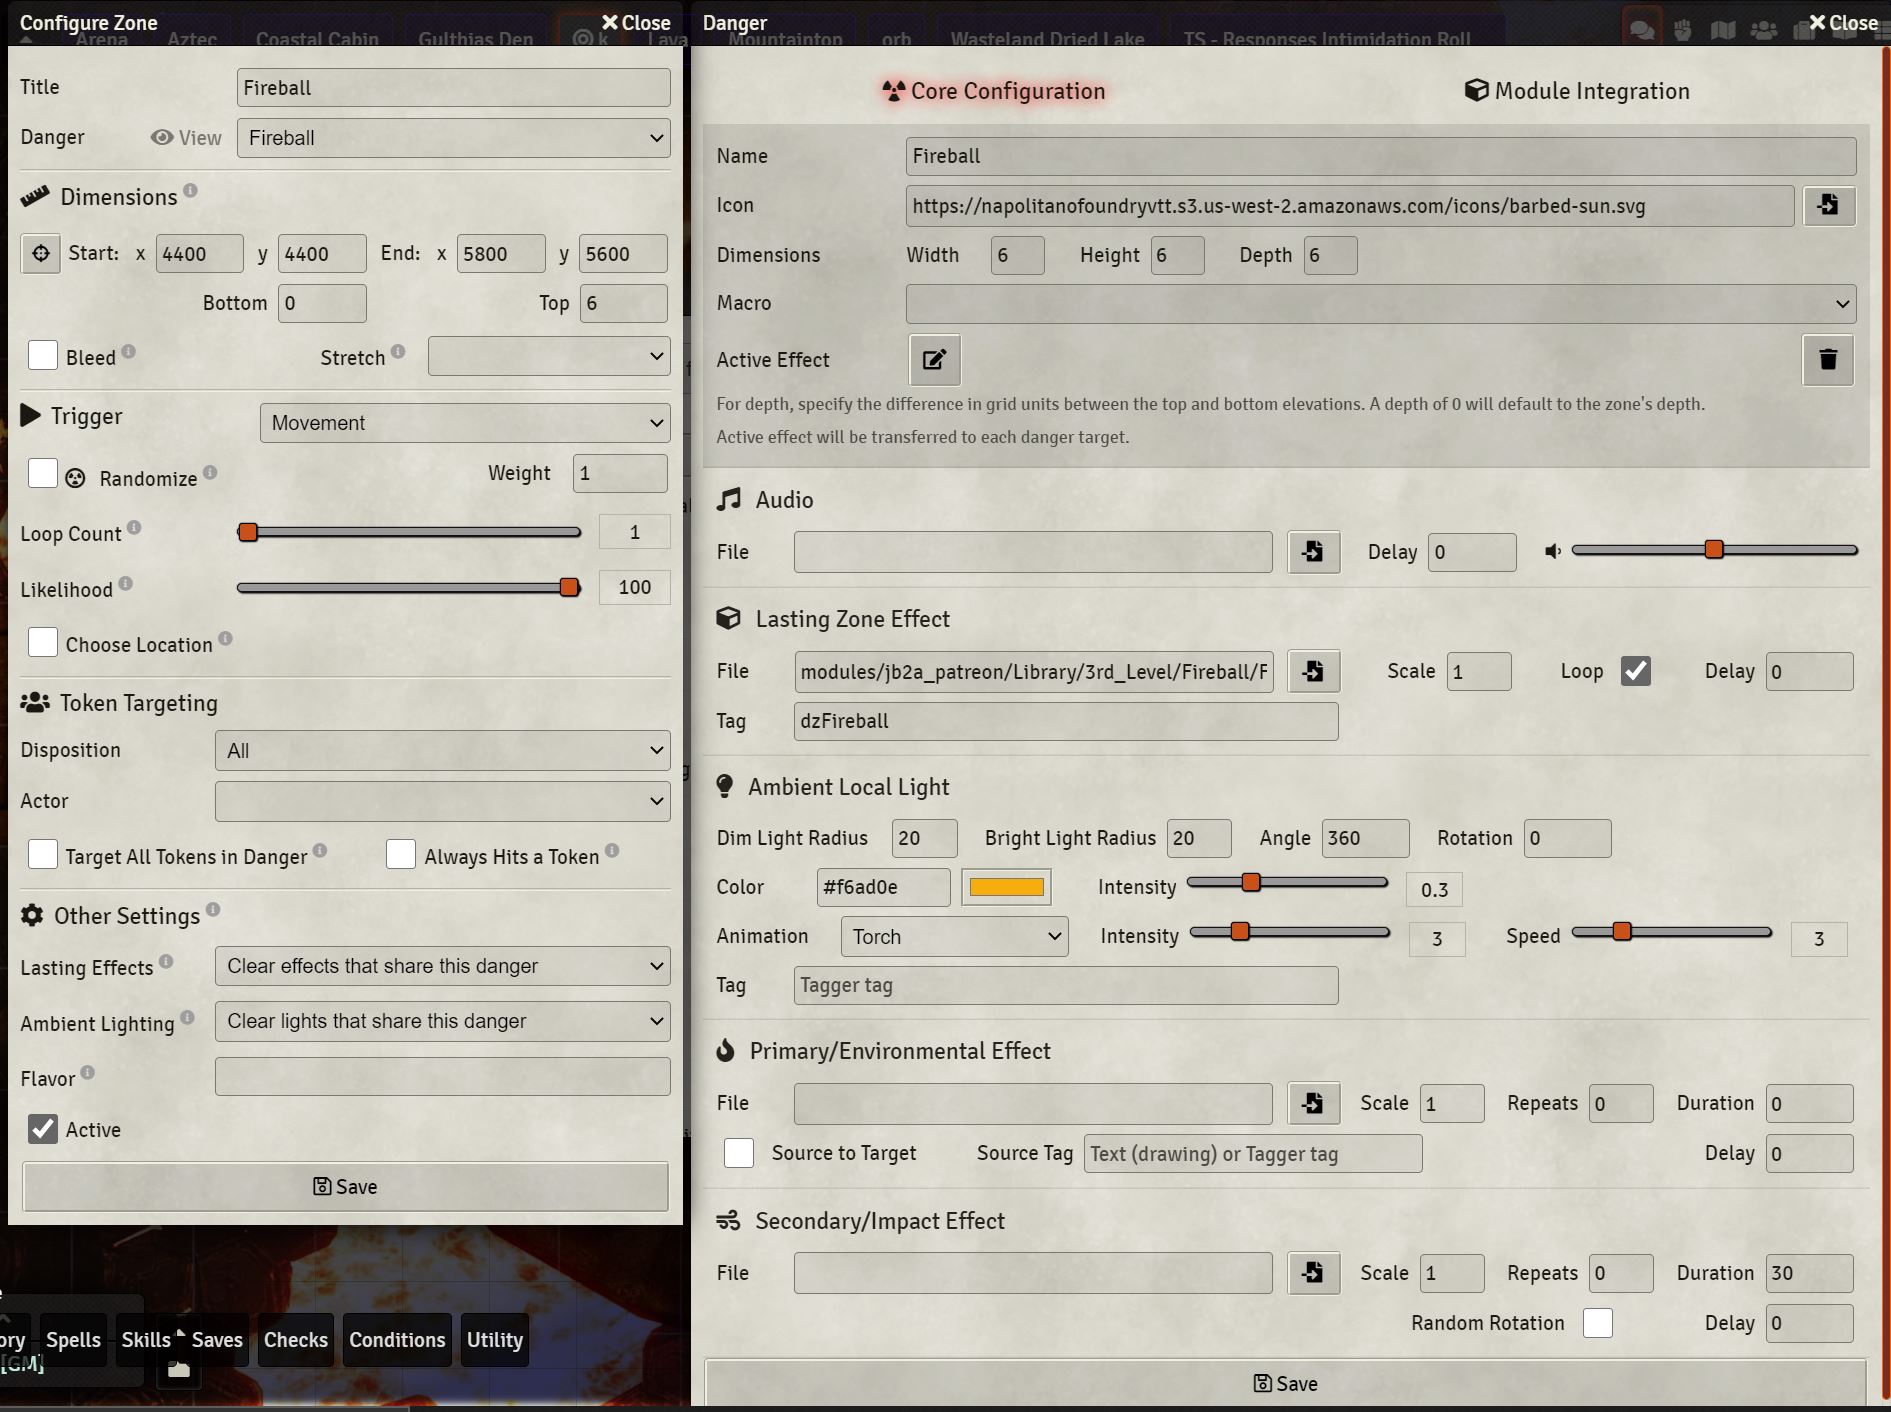 Configure Zone
Close
Title
Fireball
Danger
View
Fireball
Dimensions
Start: x 4400 y 4400 End: x 5800 y 5600
Bottom 0 Top 6
Bleed
Stretch
Trigger
Movement
Randomize
Weight 1
Loop Count
1
Likelihood
100
Choose Location
Token Targeting
Disposition
All
Actor
Target All Tokens in Danger
Always Hits a Token
Other Settings
Lasting Effects
Clear effects that share this danger
Ambient Lighting
Clear lights that share this danger
Flavor
Active
Save
Danger
Close
Arena Aztec Coastal Cabin Gulthias Den k Lava Mountaintop orb Wasteland Dried Lake TS - Responses Intimidation Roll
Core Configuration
Module Integration
Name
Fireball
Icon
https://napolitanofoundryvtt.s3.us-west-2.amazonaws.com/icons/barbed-sun.svg
Dimensions Width 6 Height 6 Depth 6
Macro
Active Effect
For depth, specify the difference in grid units between the top and bottom elevations. A depth of 0 will default to the zone's depth.
Active effect will be transferred to each danger target.
Audio
File
Delay 0
Lasting Zone Effect
File modules/jb2a_patreon/Library/3rd_Level/Fireball/F Scale 1 Loop Delay 0
Tag dzFireball
Ambient Local Light
Dim Light Radius 20 Bright Light Radius 20 Angle 360 Rotation 0
Color #f6ad0e Intensity 0.3
Animation Torch Intensity 3 Speed 3
Tag Tagger tag
Primary/Environmental Effect
File Scale 1 Repeats 0 Duration 0
Source to Target Source Tag Text (drawing) or Tagger tag Delay 0
Secondary/Impact Effect
File Scale 1 Repeats 0 Duration 30
Random Rotation Delay 0
Save
ory Spells Skills Saves Checks Conditions Utility
[GM]